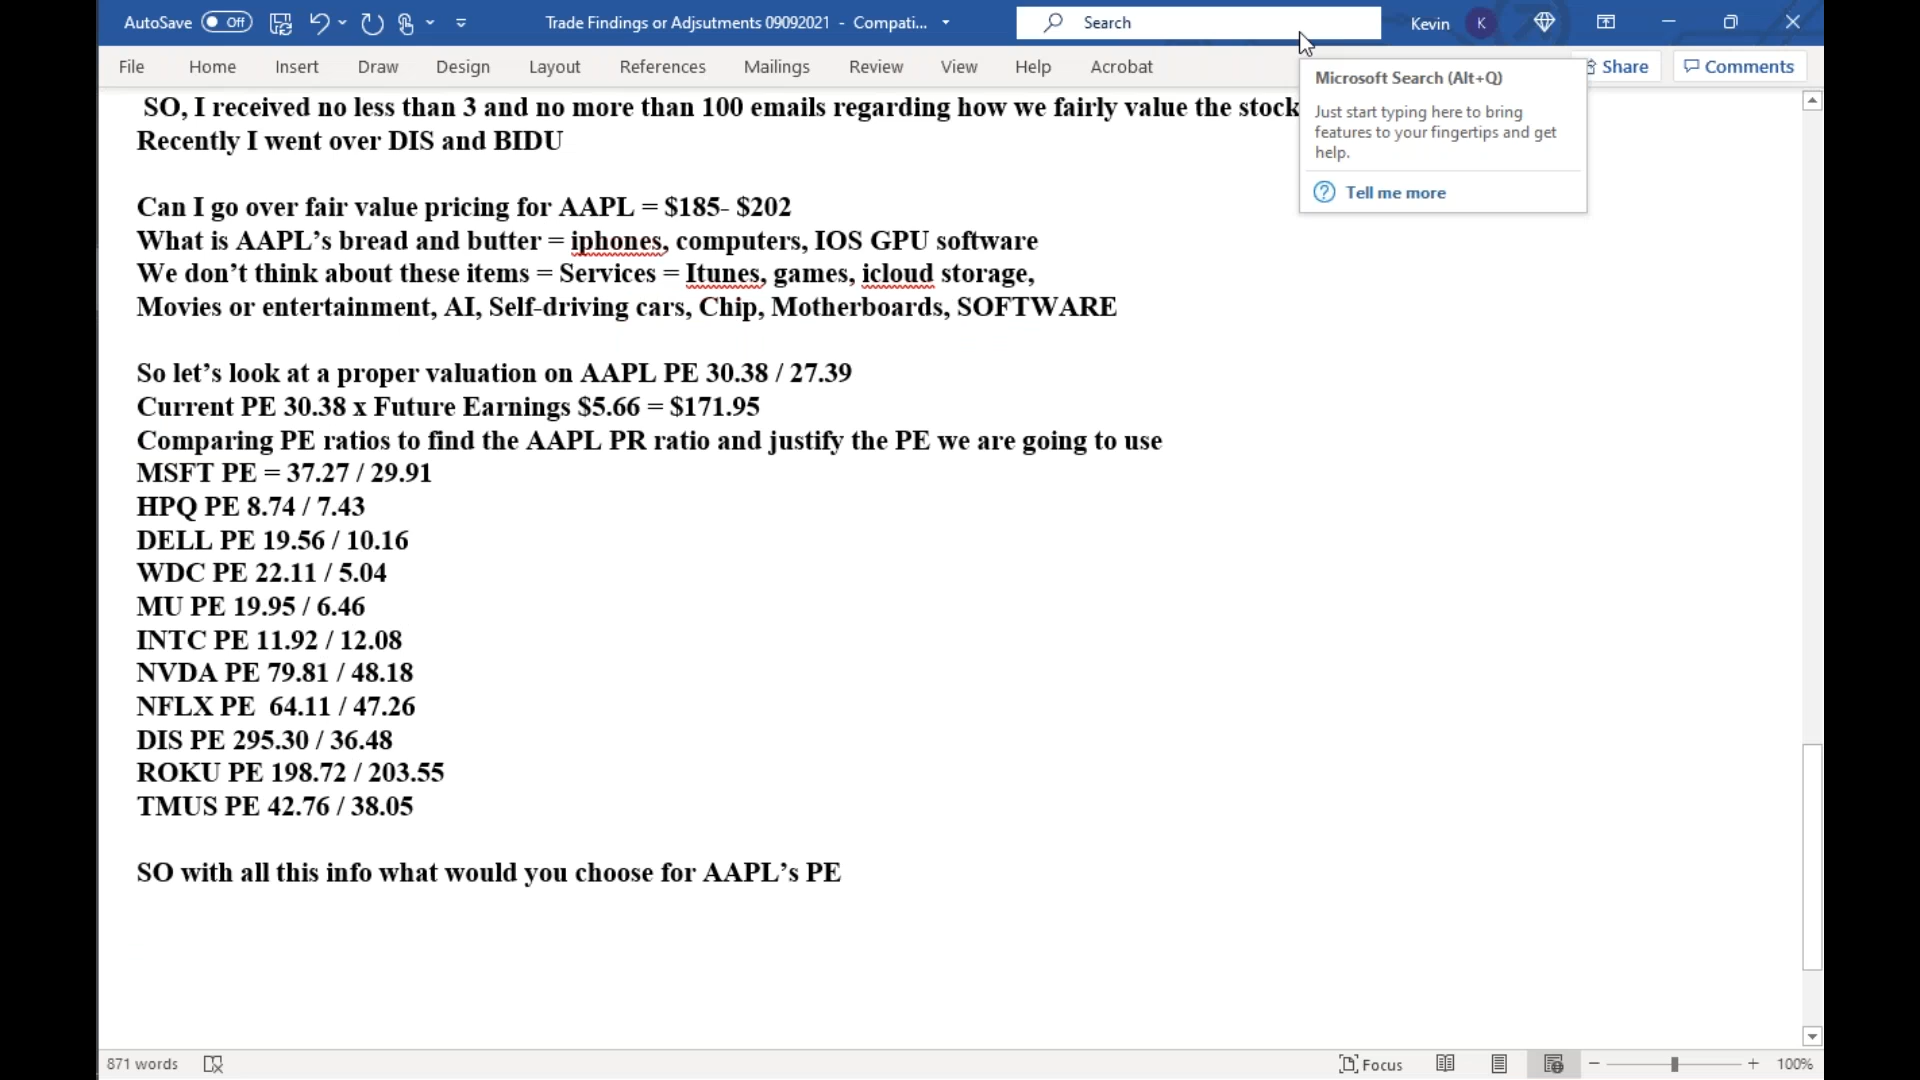 AutoSave Off Trade Findings or Adjsutments 09092021 - Compati... Search Kevin K
File Home Insert Draw Design Layout References Mailings Review View Help Acrobat Share Comments
Microsoft Search (Alt+Q)
Just start typing here to bring
features to your fingertips and get
help.
Tell me more
SO, I received no less than 3 and no more than 100 emails regarding how we fairly value the stock
Recently I went over DIS and BIDU
Can I go over fair value pricing for AAPL = $185- $202
What is AAPL’s bread and butter = iphones, computers, IOS GPU software
We don’t think about these items = Services = Itunes, games, icloud storage,
Movies or entertainment, AI, Self-driving cars, Chip, Motherboards, SOFTWARE
So let’s look at a proper valuation on AAPL PE 30.38 / 27.39
Current PE 30.38 x Future Earnings $5.66 = $171.95
Comparing PE ratios to find the AAPL PR ratio and justify the PE we are going to use
MSFT PE = 37.27 / 29.91
HPQ PE 8.74 / 7.43
DELL PE 19.56 / 10.16
WDC PE 22.11 / 5.04
MU PE 19.95 / 6.46
INTC PE 11.92 / 12.08
NVDA PE 79.81 / 48.18
NFLX PE  64.11 / 47.26
DIS PE 295.30 / 36.48
ROKU PE 198.72 / 203.55
TMUS PE 42.76 / 38.05
SO with all this info what would you choose for AAPL’s PE
871 words Focus 100%